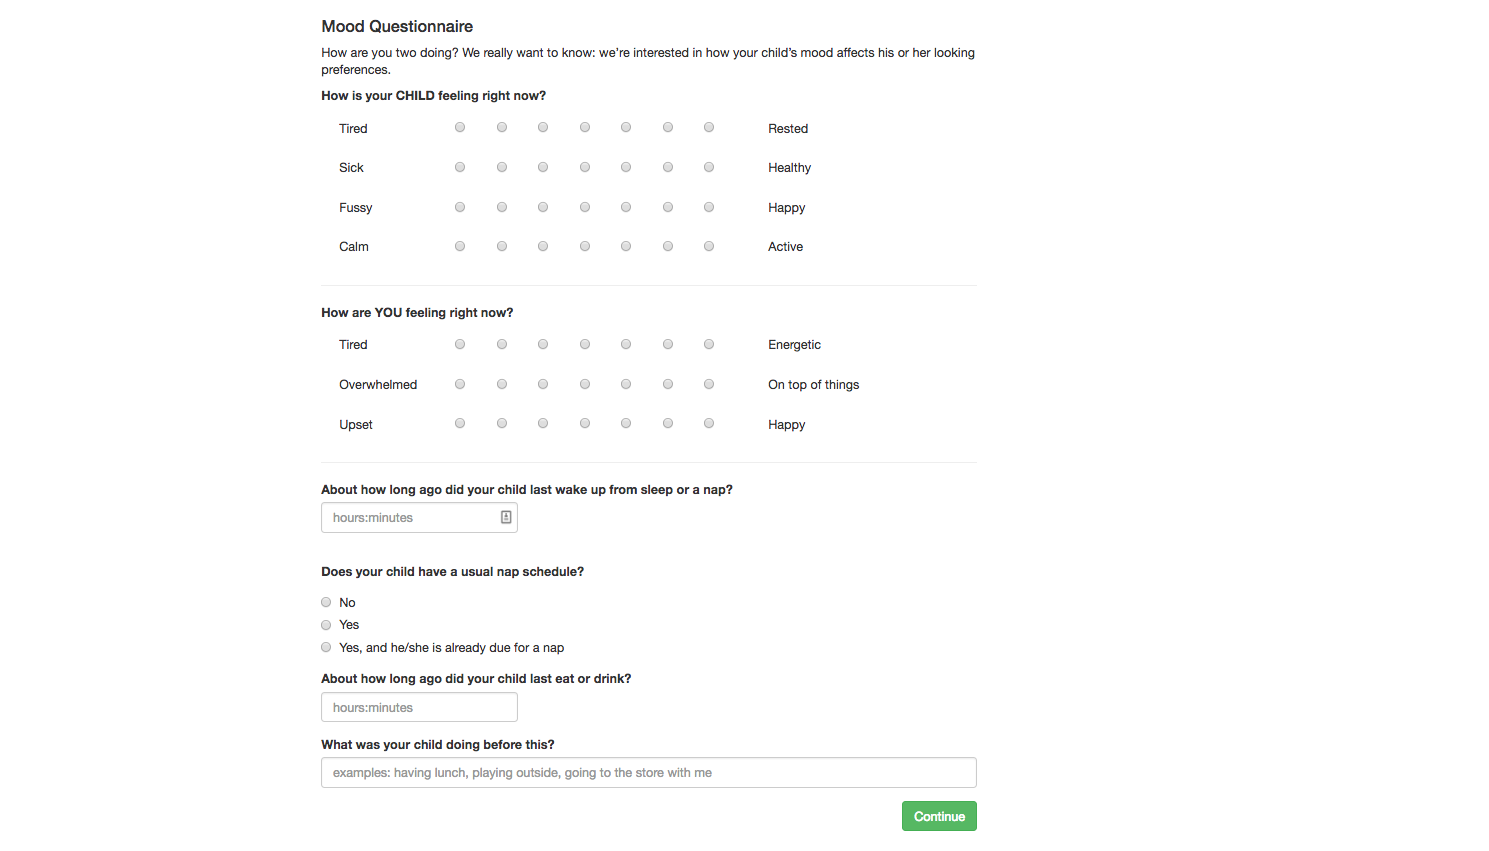 Mood Questionnaire
How are you two doing? We really want to know: we're interested in how your child's mood affects his or her looking
preferences.
How is your CHILD feeling right now?
Tired Rested
Sick Healthy
Fussy Happy
Calm Active
How are YOU feeling right now?
Tired Energetic
Overwhelmed On top of things
Upset Happy
About how long ago did your child last wake up from sleep or a nap?
hours:minutes
Does your child have a usual nap schedule?
No
Yes
Yes, and he/she is already due for a nap
About how long ago did your child last eat or drink?
hours:minutes
What was your child doing before this?
examples: having lunch, playing outside, going to the store with me
Continue